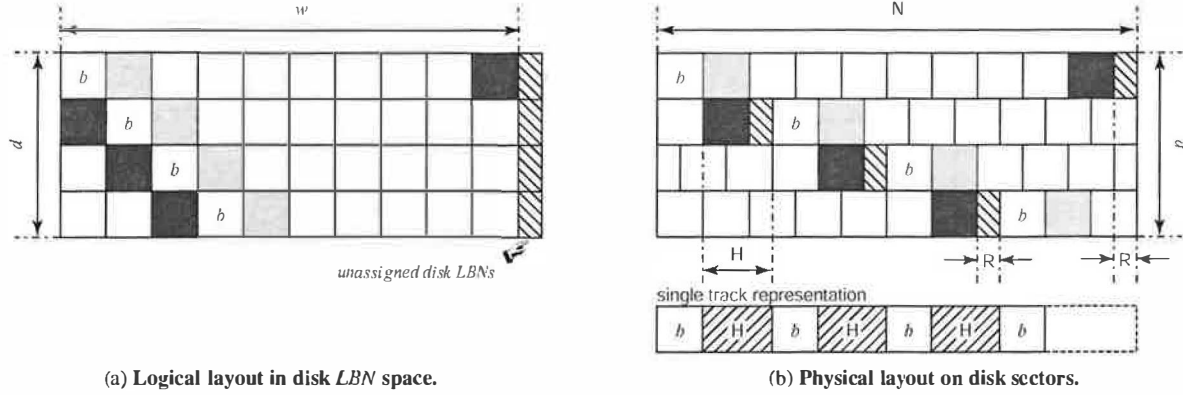 w
b
b
d
b
b
unassigned disk LBNs
(a) Logical layout in disk LBN space.
N
b
b
b
b
H
R
R
single track representation
b H b H b H b
(b) Physical layout on disk sectors.